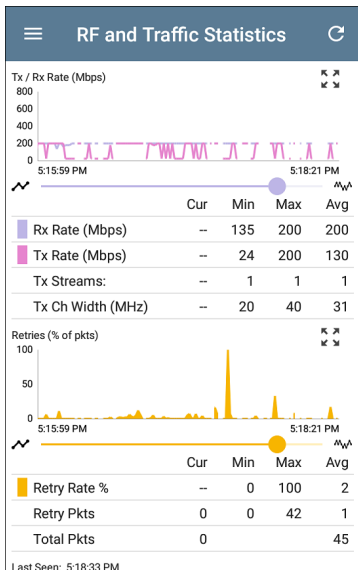 RF and Traffic Statistics
Tx / Rx Rate (Mbps)
800
600
400
200
0
5:15:59 PM 5:18:21 PM
Cur Min Max Avg
Rx Rate (Mbps) -- 135 200 200
Tx Rate (Mbps) -- 24 200 130
Tx Streams: -- 1 1 1
Tx Ch Width (MHz) -- 20 40 31
Retries (% of pkts)
100
50
0
5:15:59 PM 5:18:21 PM
Cur Min Max Avg
Retry Rate % -- 0 100 2
Retry Pkts 0 0 42 1
Total Pkts 0 45
Last Seen: 5:18:33 PM